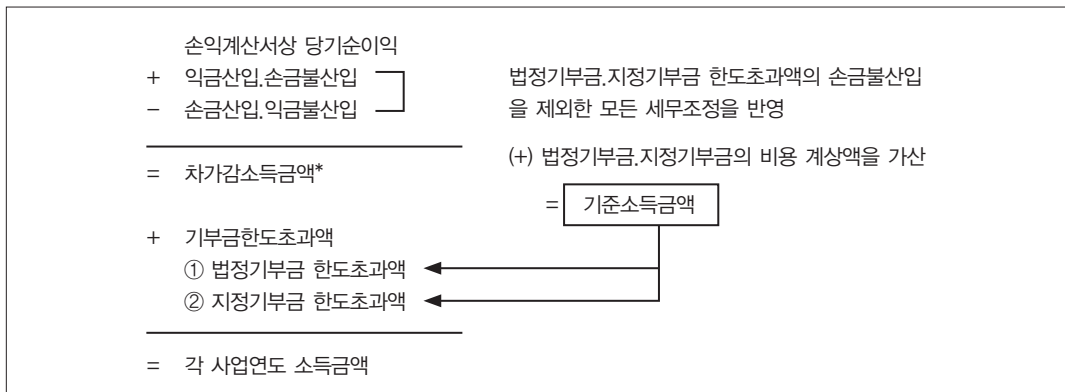 손익계산서상 당기순이익
+ 익금산입.손금불산입
- 손금산입.익금불산입
법정기부금.지정기부금 한도초과액의 손금불산입
을 제외한 모든 세무조정을 반영
= 차가감소득금액*
(+) 법정기부금.지정기부금의 비용 계상액을 가산
= 기준소득금액
+ 기부금한도초과액
① 법정기부금 한도초과액
② 지정기부금 한도초과액
= 각 사업연도 소득금액